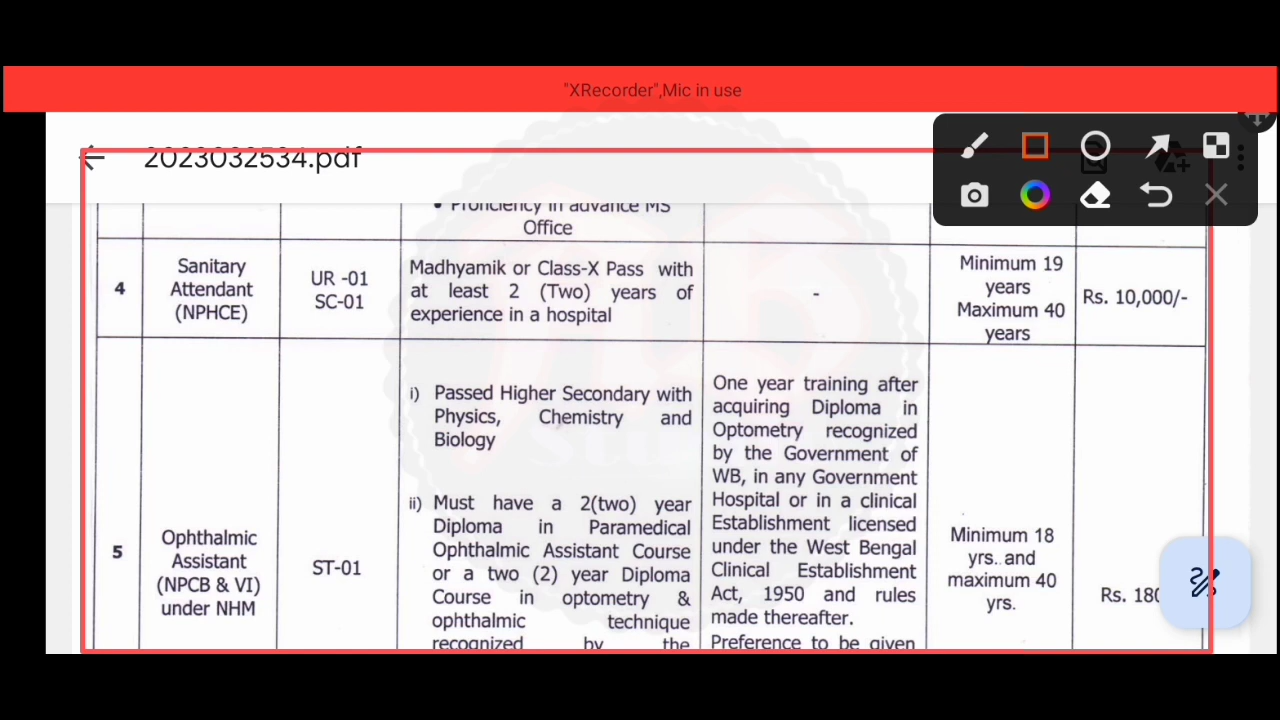 "XRecorder",Mic in use
2023032534.pdf
• Proficiency in advance MS
Office
4
Sanitary
Attendant
(NPHCE)
UR -01
SC-01
Madhyamik or Class-X Pass with
at least 2 (Two) years of
experience in a hospital
-
Minimum 19
years
Maximum 40
years
Rs. 10,000/-
5
Ophthalmic
Assistant
(NPCB & VI)
under NHM
ST-01
i) Passed Higher Secondary with
Physics, Chemistry and
Biology
ii) Must have a 2(two) year
Diploma in Paramedical
Ophthalmic Assistant Course
or a two (2) year Diploma
Course in optometry &
ophthalmic technique
recognized by the
One year training after
acquiring Diploma in
Optometry recognized
by the Government of
WB, in any Government
Hospital or in a clinical
Establishment licensed
under the West Bengal
Clinical Establishment
Act, 1950 and rules
made thereafter.
Preference to be given
Minimum 18
yrs. and
maximum 40
yrs.
Rs. 180